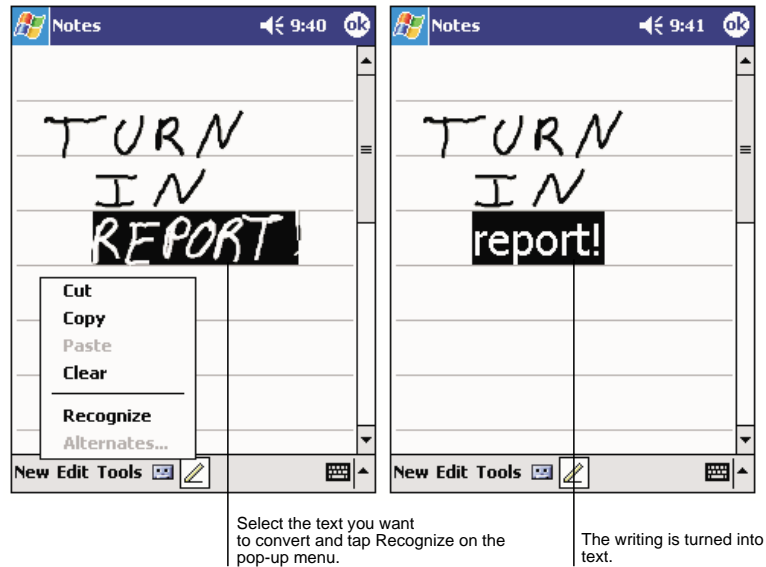 Notes 9:40 ok
TURN
IN
REPORT!
Cut
Copy
Paste
Clear
Recognize
Alternates...
New Edit Tools
Select the text you want
to convert and tap Recognize on the
pop-up menu.
Notes 9:41 ok
TURN
IN
report!
New Edit Tools
The writing is turned into
text.